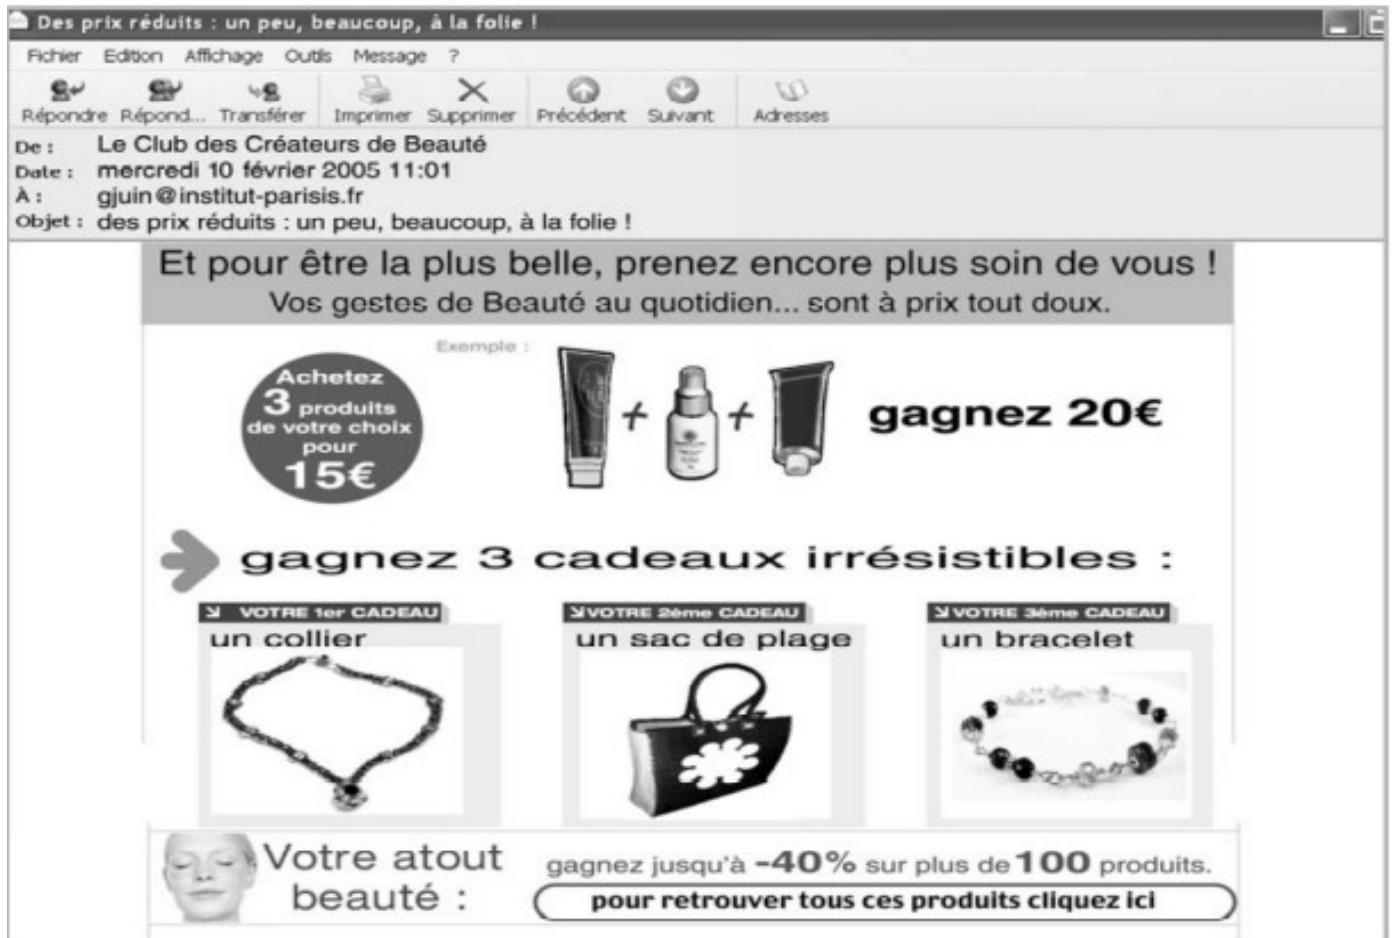 Des prix réduits : un peu, beaucoup, à la folie !
Fichier Edition Affichage Outils Message ?
Répondre Répond... Transférer Imprimer Supprimer Précédent Suivant Adresses
De : Le Club des Créateurs de Beauté
Date : mercredi 10 février 2005 11:01
À : gjuin@institut-parisis.fr
Objet : des prix réduits : un peu, beaucoup, à la folie !
Et pour être la plus belle, prenez encore plus soin de vous !
Vos gestes de Beauté au quotidien... sont à prix tout doux.
Exemple :
Achetez
3 produits
de votre choix
pour
15€
+ + gagnez 20€
gagnez 3 cadeaux irrésistibles :
VOTRE 1er CADEAU
un collier
VOTRE 2ème CADEAU
un sac de plage
VOTRE 3ème CADEAU
un bracelet
Votre atout
beauté :
gagnez jusqu'à -40% sur plus de 100 produits.
pour retrouver tous ces produits cliquez ici